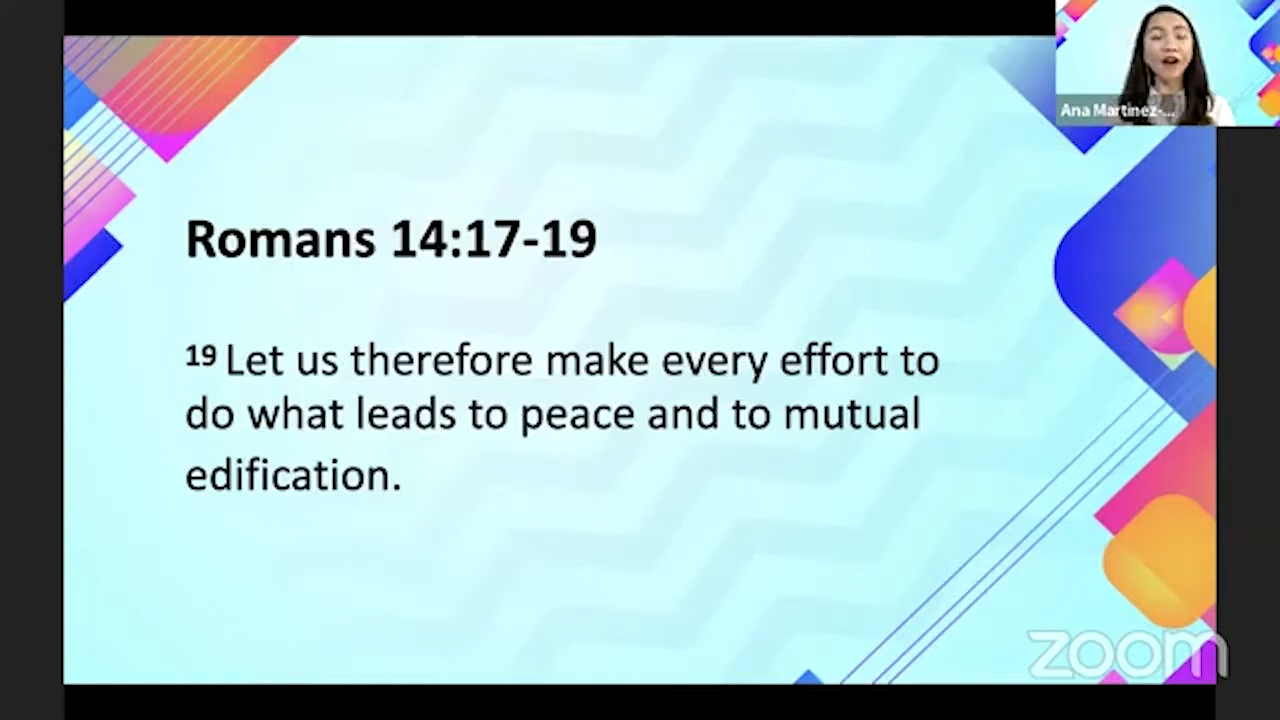 Ana Martinez-...
Romans 14:17-19
19 Let us therefore make every effort to
do what leads to peace and to mutual
edification.
zoom